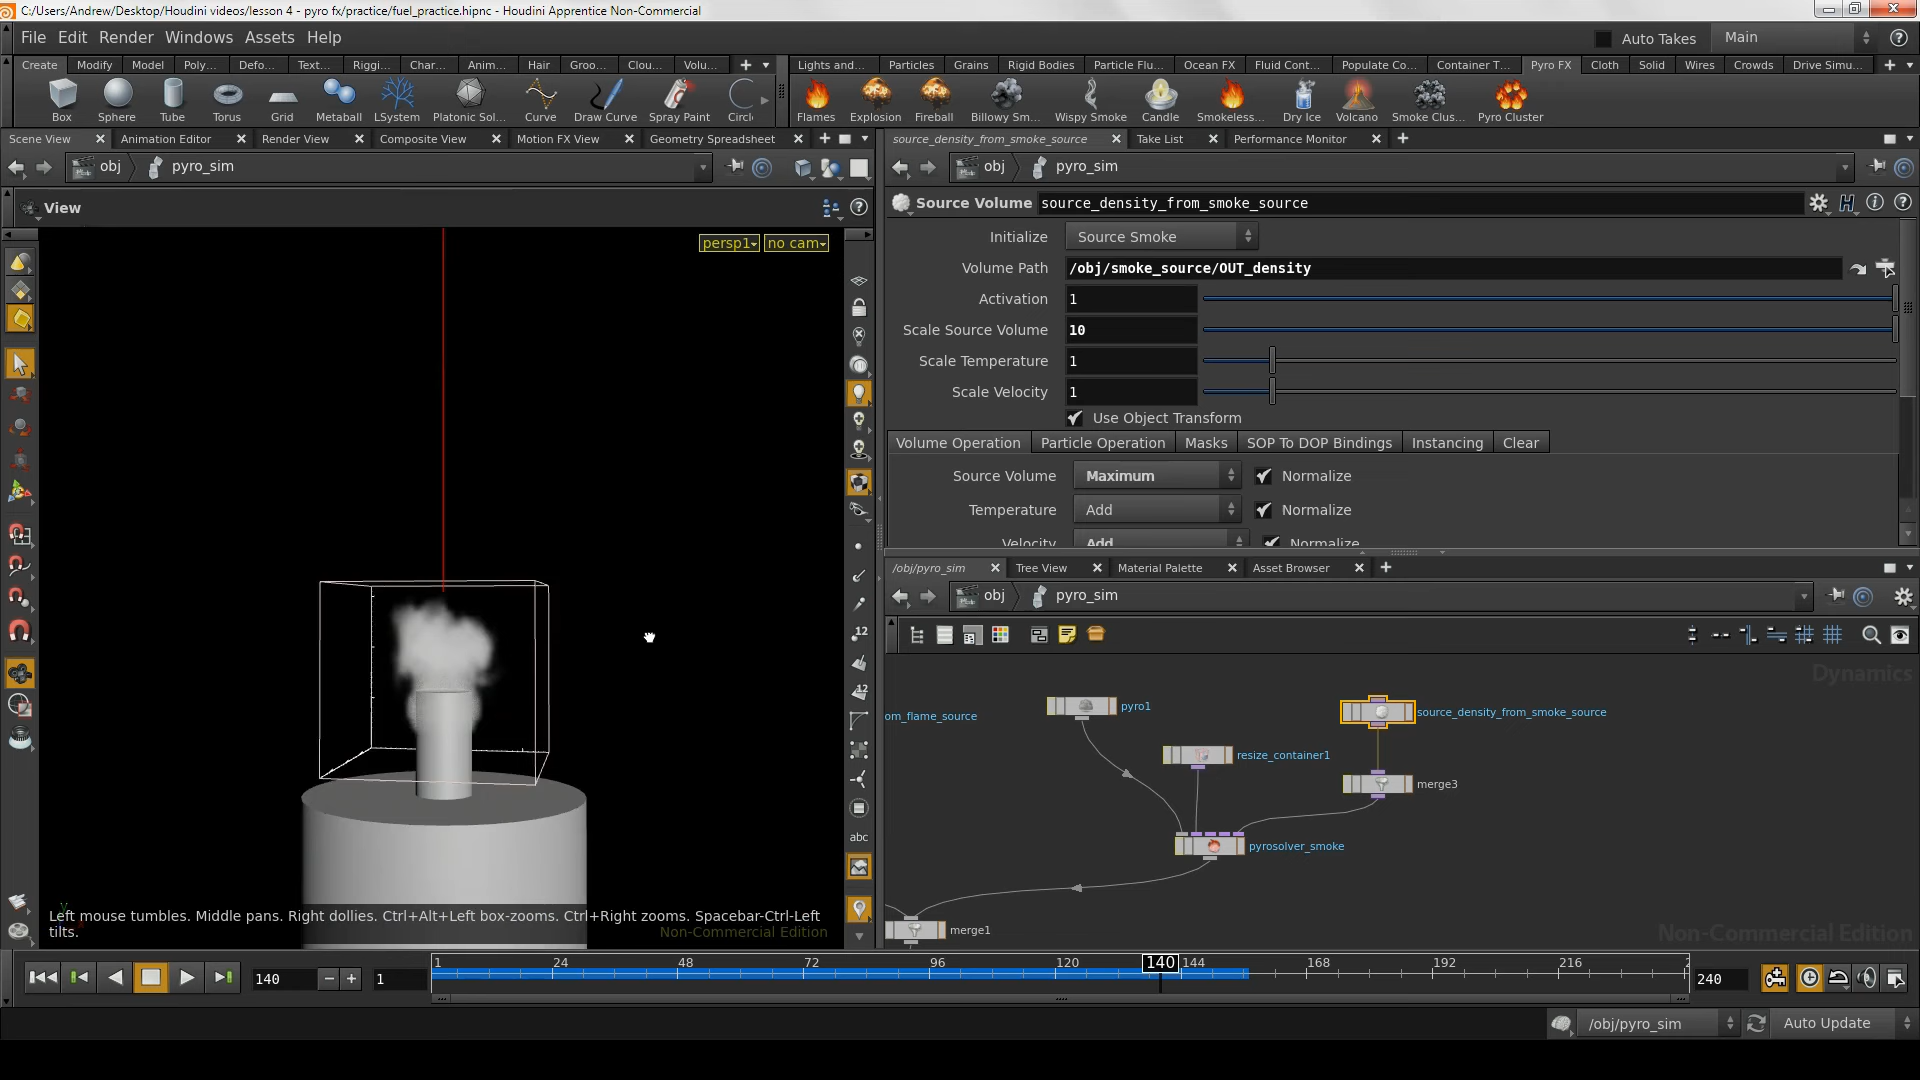 C:/Users/Andrew/Desktop/Houdini videos/lesson 4 - pyro fx/practice/fuel_practice.hipnc - Houdini Apprentice Non-Commercial
File Edit Render Windows Assets Help
Auto Takes Main
Create Modify Model Poly... Defo... Text... Riggi... Char... Anim... Hair Groo... Clou... Volu...
Lights and... Particles Grains Rigid Bodies Particle Flu... Ocean FX Fluid Cont... Populate Co... Container T... Pyro FX Cloth Solid Wires Crowds Drive Simu...
Box Sphere Tube Torus Grid Metaball LSystem Platonic Sol... Curve Draw Curve Spray Paint Circl
Flames Explosion Fireball Billowy Sm... Wispy Smoke Candle Smokeless... Dry Ice Volcano Smoke Clus... Pyro Cluster
Scene View Animation Editor Render View Composite View Motion FX View Geometry Spreadsheet
source_density_from_smoke_source Take List Performance Monitor
obj pyro_sim
obj pyro_sim
View
persp1 no cam
Source Volume source_density_from_smoke_source
Initialize Source Smoke
Volume Path /obj/smoke_source/OUT_density
Activation 1
Scale Source Volume 10
Scale Temperature 1
Scale Velocity 1
Use Object Transform
Volume Operation Particle Operation Masks SOP To DOP Bindings Instancing Clear
Source Volume Maximum Normalize
Temperature Add Normalize
Velocity Add Normalize
/obj/pyro_sim Tree View Material Palette Asset Browser
obj pyro_sim
Dynamics
om_flame_source
pyro1
source_density_from_smoke_source
resize_container1
merge3
pyrosolver_smoke
merge1
Non-Commercial Edition
12
12
abc
Left mouse tumbles. Middle pans. Right dollies. Ctrl+Alt+Left box-zooms. Ctrl+Right zooms. Spacebar-Ctrl-Left
tilts.
Non-Commercial Edition
140 1
1 24 48 72 96 120 140 144 168 192 216 2
240
/obj/pyro_sim Auto Update